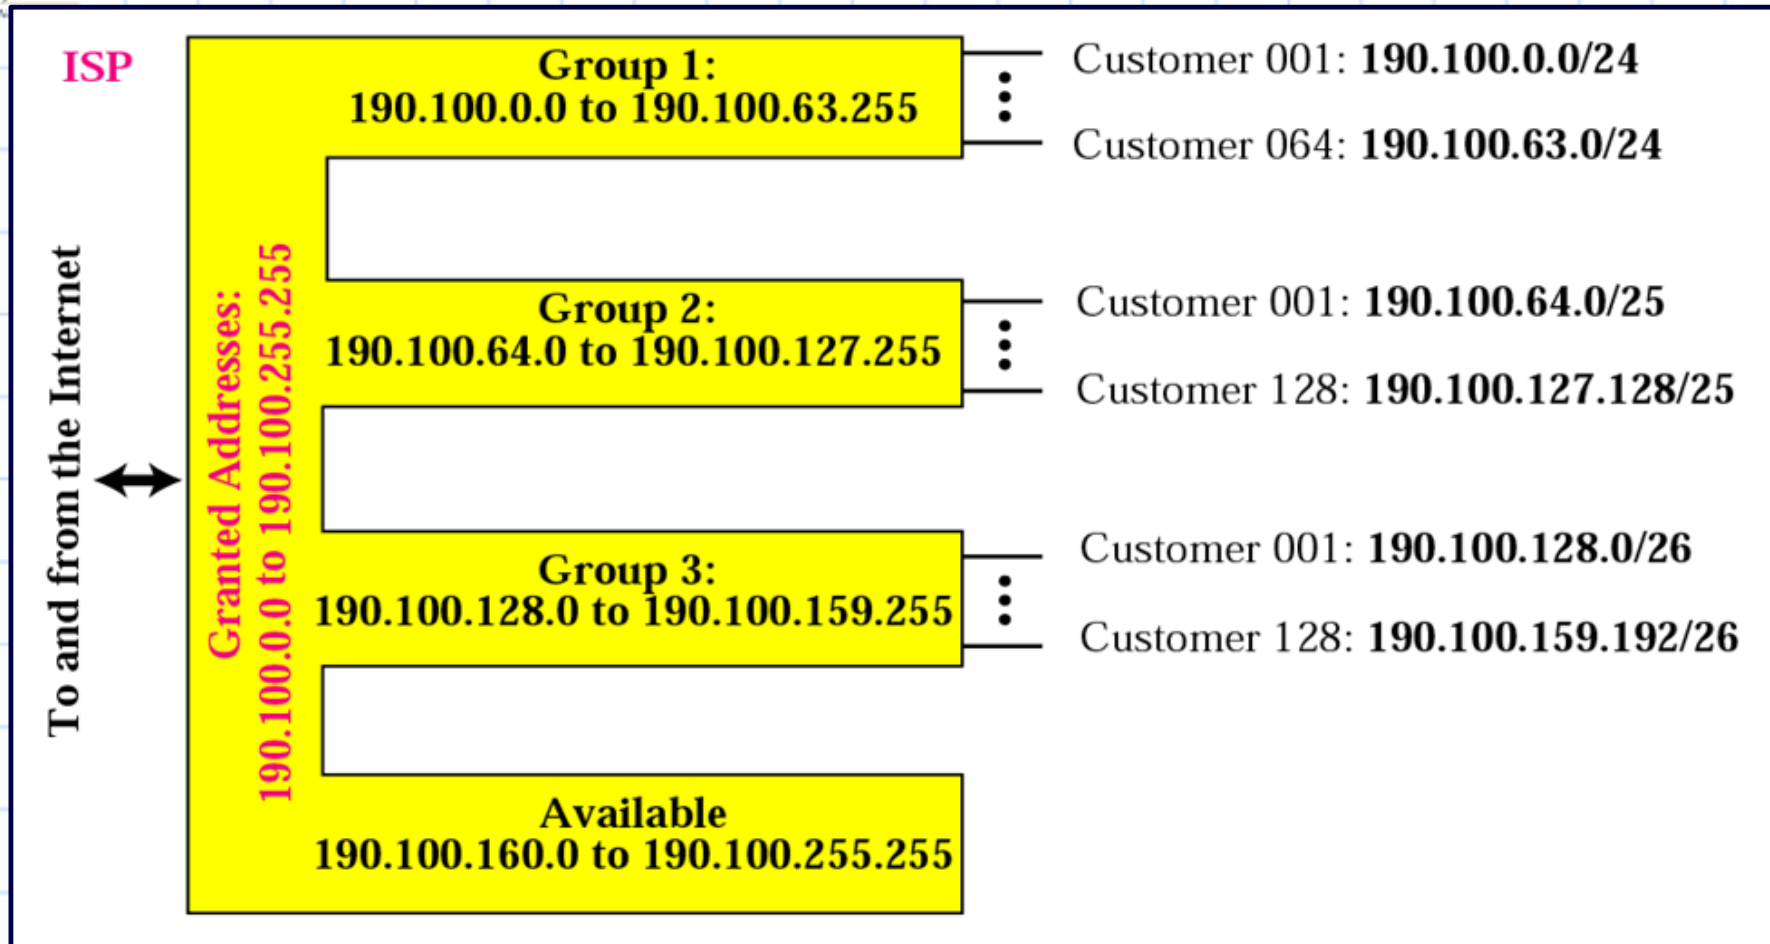 ISP
To and from the Internet
Granted Addresses:
190.100.0.0 to 190.100.255.255
Group 1:
190.100.0.0 to 190.100.63.255
Customer 001: 190.100.0.0/24
Customer 064: 190.100.63.0/24
Group 2:
190.100.64.0 to 190.100.127.255
Customer 001: 190.100.64.0/25
Customer 128: 190.100.127.128/25
Group 3:
190.100.128.0 to 190.100.159.255
Customer 001: 190.100.128.0/26
Customer 128: 190.100.159.192/26
Available
190.100.160.0 to 190.100.255.255